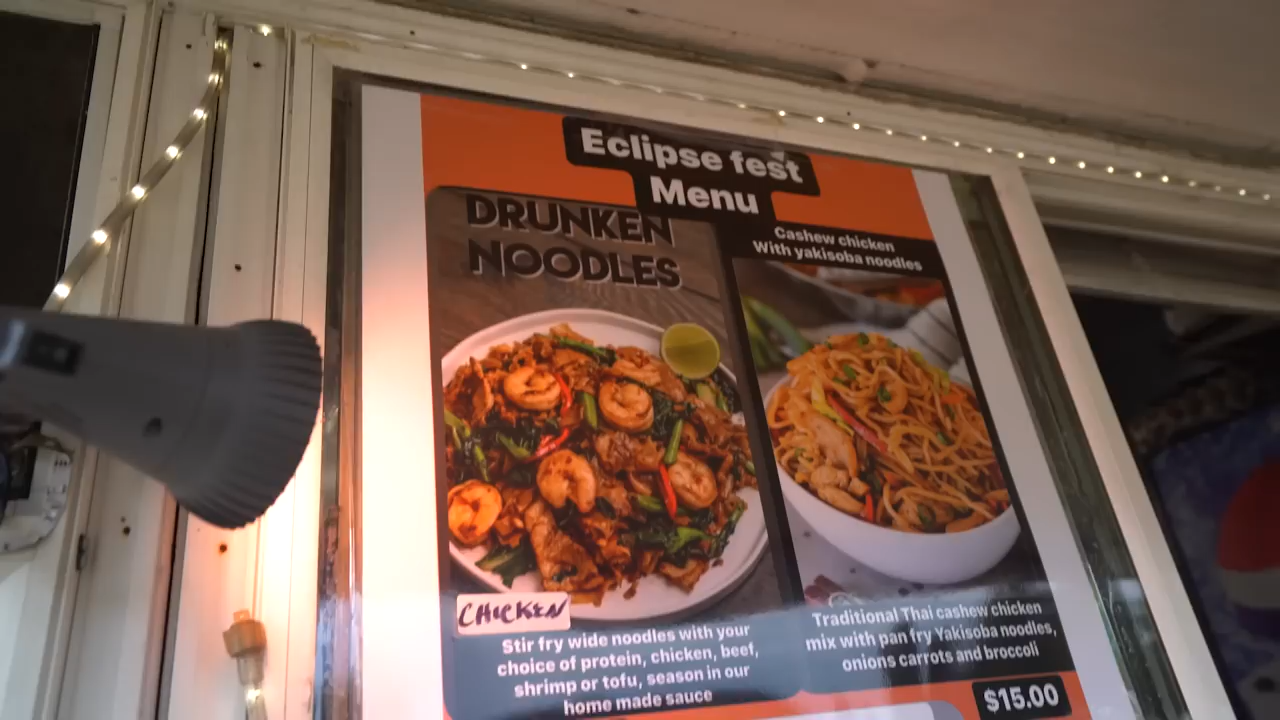 Eclipse fest
Menu
DRUNKEN
NOODLES
Cashew chicken
With yakisoba noodles
CHICKEN
Stir fry wide noodles with your
choice of protein, chicken, beef,
shrimp or tofu, season in our
home made sauce
Traditional Thai cashew chicken
mix with pan fry Yakisoba noodles,
onions carrots and broccoli
$15.00